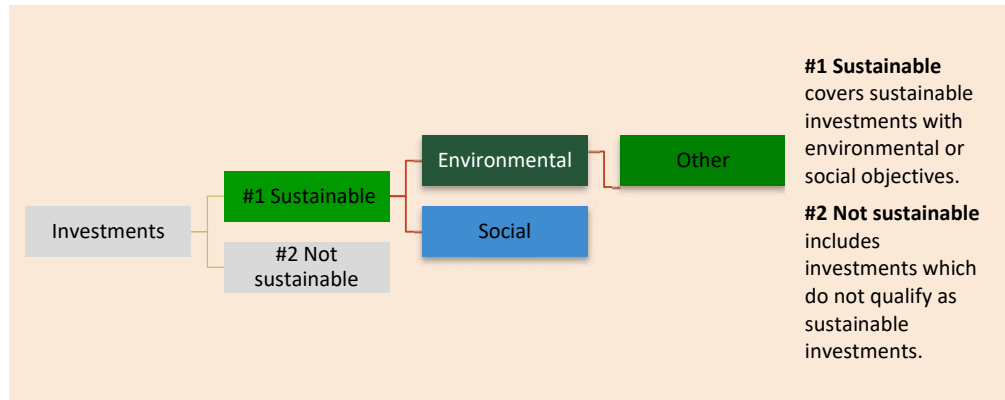 Investments
#1 Sustainable
#2 Not
sustainable
Environmental
Social
Other
#1 Sustainable
covers sustainable
investments with
environmental or
social objectives.
#2 Not sustainable
includes
investments which
do not qualify as
sustainable
investments.